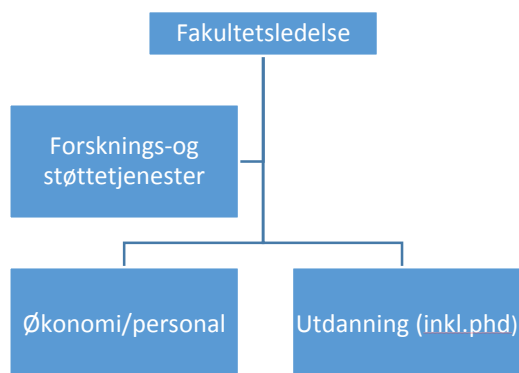 Fakultetsledelse
Forsknings-og
støttetjenester
Økonomi/personal
Utdanning (inkl.phd)